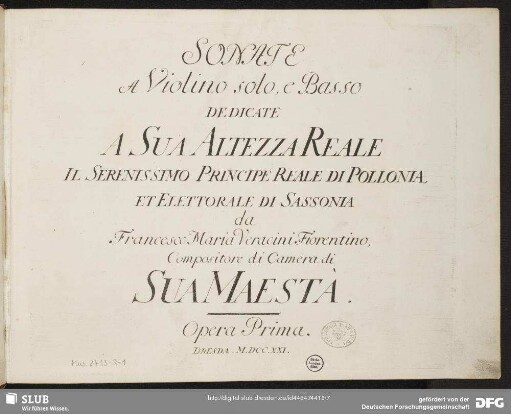 SONATE
A Violino solo, e Basso
DEDICATE
A SUA ALTEZZA REALE
IL SERENISSIMO PRINCIPE REALE DI POLLONIA
ET ELETTORALE DI SASSONIA
da
Francesco Maria Veracini Fiorentino,
Compositore di Camera di
SUA MAESTÀ.
Opera Prima.
DRESDA. M.DCC.XXI.
SLUB
Wir führen Wissen.
gefördert von der
Deutschen Forschungsgemeinschaft
DFG